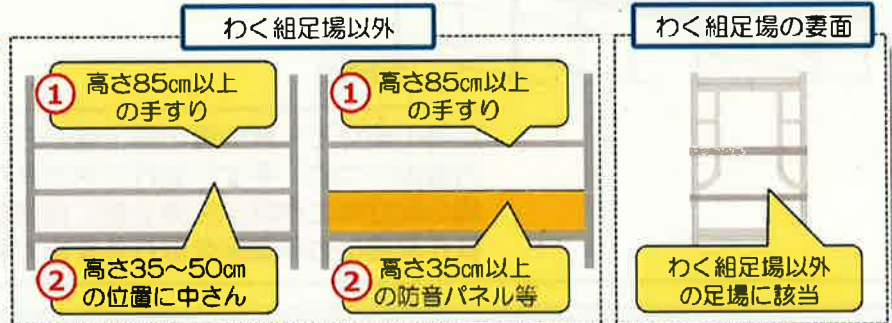 わく組足場以外
① 高さ85cm以上
の手すり
② 高さ35～50cm
の位置に中さん
① 高さ85cm以上
の手すり
② 高さ35cm以上
の防音パネル等
わく組足場の妻面
わく組足場以外
の足場に該当